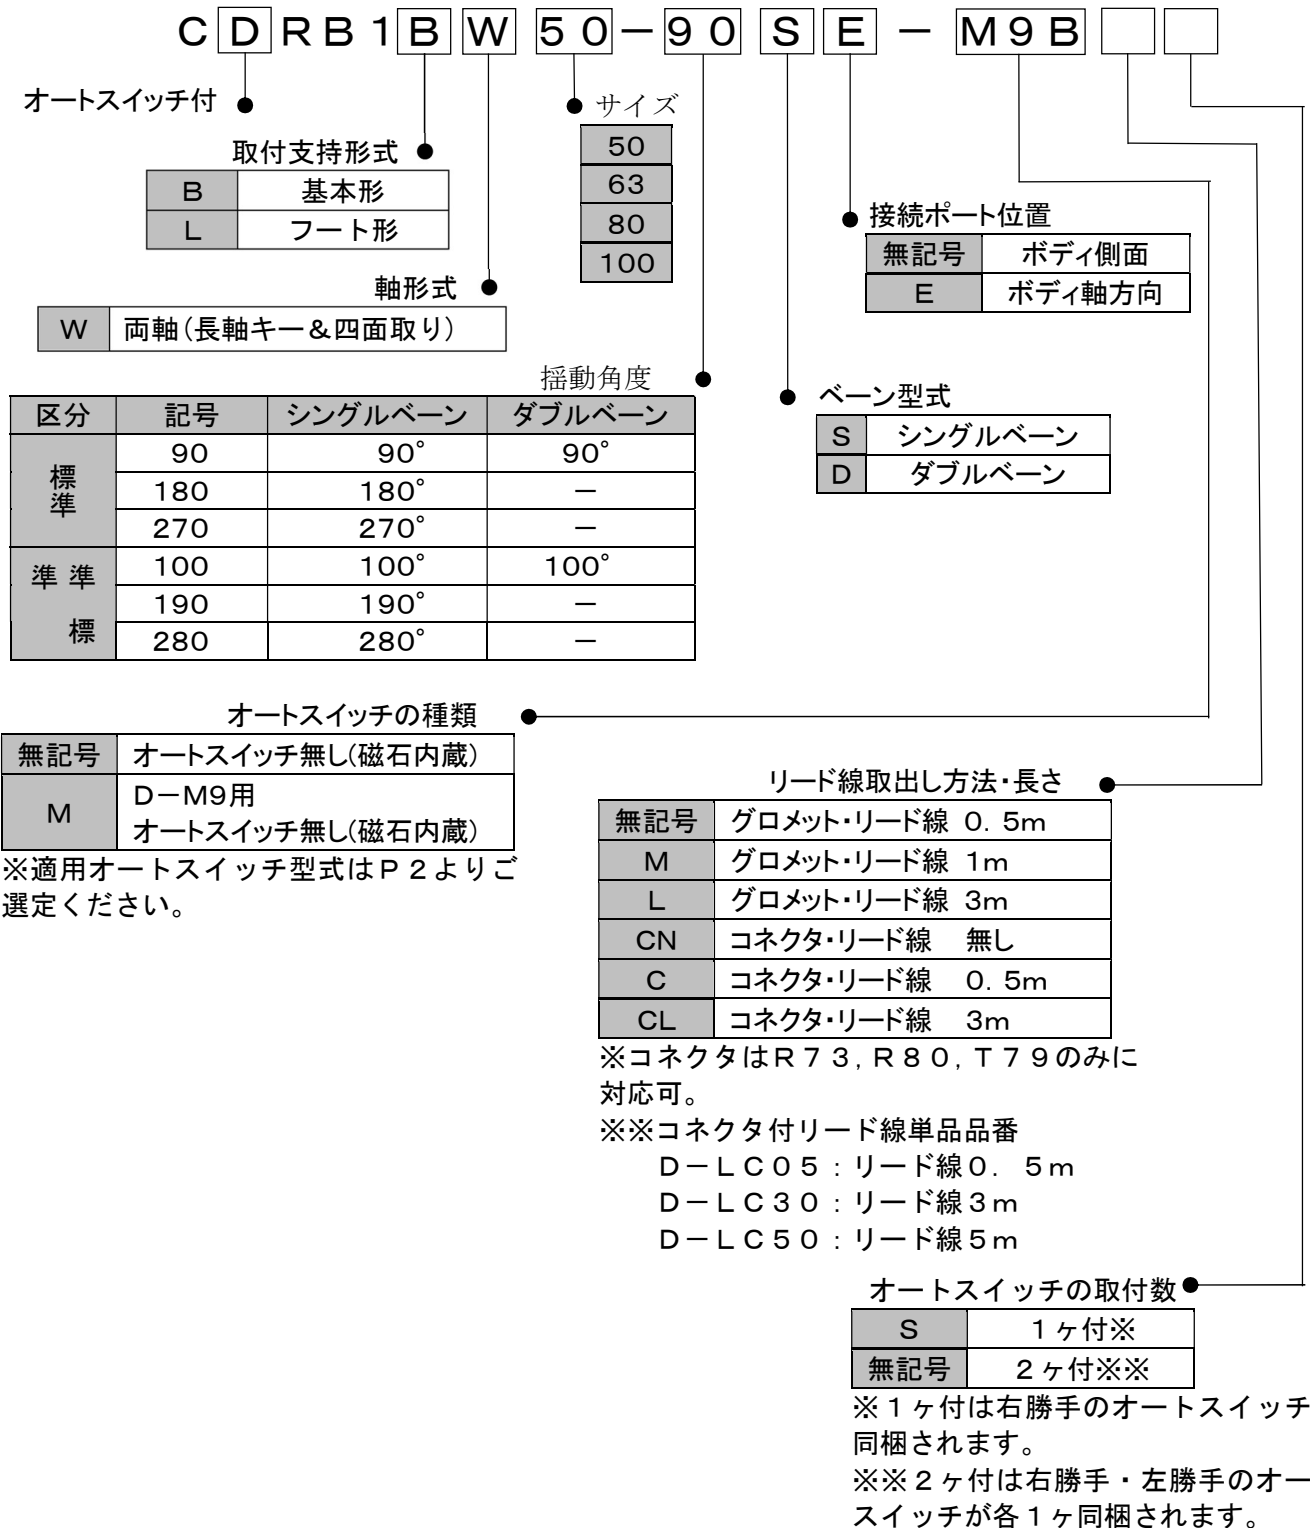 CDRB1BW50-90SE-M9B
オートスイッチ付
サイズ
50
63
80
100
取付支持形式
B 基本形
L フート形
接続ポート位置
無記号 ボディ側面
E ボディ軸方向
軸形式
W 両軸(長軸キー&四面取り)
揺動角度
区分 記号 シングルベーン ダブルベーン
標準
90 90° 90°
180 180° －
270 270° －
準準標
100 100° 100°
190 190° －
280 280° －
ベーン型式
S シングルベーン
D ダブルベーン
オートスイッチの種類
無記号 オートスイッチ無し(磁石内蔵)
M D－M9用
オートスイッチ無し(磁石内蔵)
※適用オートスイッチ型式はP2よりご
選定ください。
リード線取出し方法・長さ
無記号 グロメット・リード線 0.5m
M グロメット・リード線 1m
L グロメット・リード線 3m
CN コネクタ・リード線 無し
C コネクタ・リード線 0.5m
CL コネクタ・リード線 3m
※コネクタはR73,R80,T79のみに
対応可。
※※コネクタ付リード線単品品番
D－LC05:リード線0.5m
D－LC30:リード線3m
D－LC50:リード線5m
オートスイッチの取付数
S 1ヶ付※
無記号 2ヶ付※※
※1ヶ付は右勝手のオートスイッチ
同梱されます。
※※2ヶ付は右勝手・左勝手のオー
スイッチが各1ヶ同梱されます。